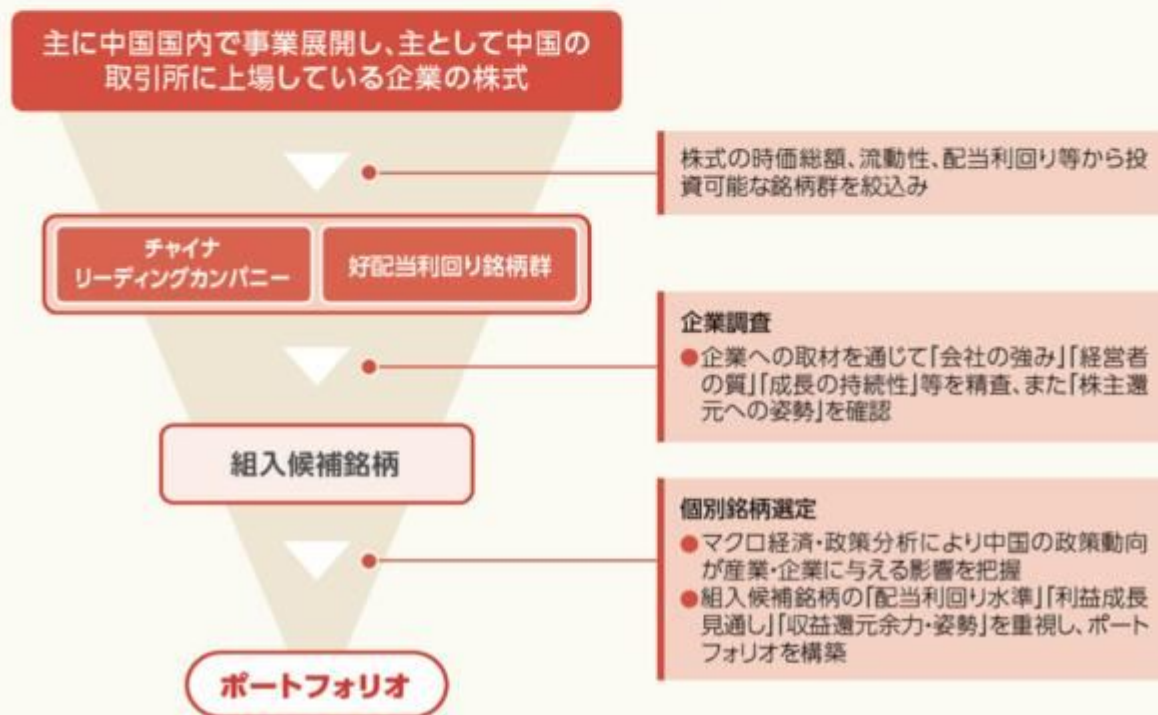 主に中国国内で事業展開し、主として中国の
取引所に上場している企業の株式
株式の時価総額、流動性、配当利回り等から投
資可能な銘柄群を絞込み
チャイナ
リーディングカンパニー
好配当利回り銘柄群
企業調査
●企業への取材を通じて「会社の強み」「経営者
の質」「成長の持続性」等を精査、また「株主還
元への姿勢」を確認
組入候補銘柄
個別銘柄選定
●マクロ経済・政策分析により中国の政策動向
が産業・企業に与える影響を把握
●組入候補銘柄の「配当利回り水準」「利益成長
見通し」「収益還元余力・姿勢」を重視し、ポート
フォリオを構築
ポートフォリオ